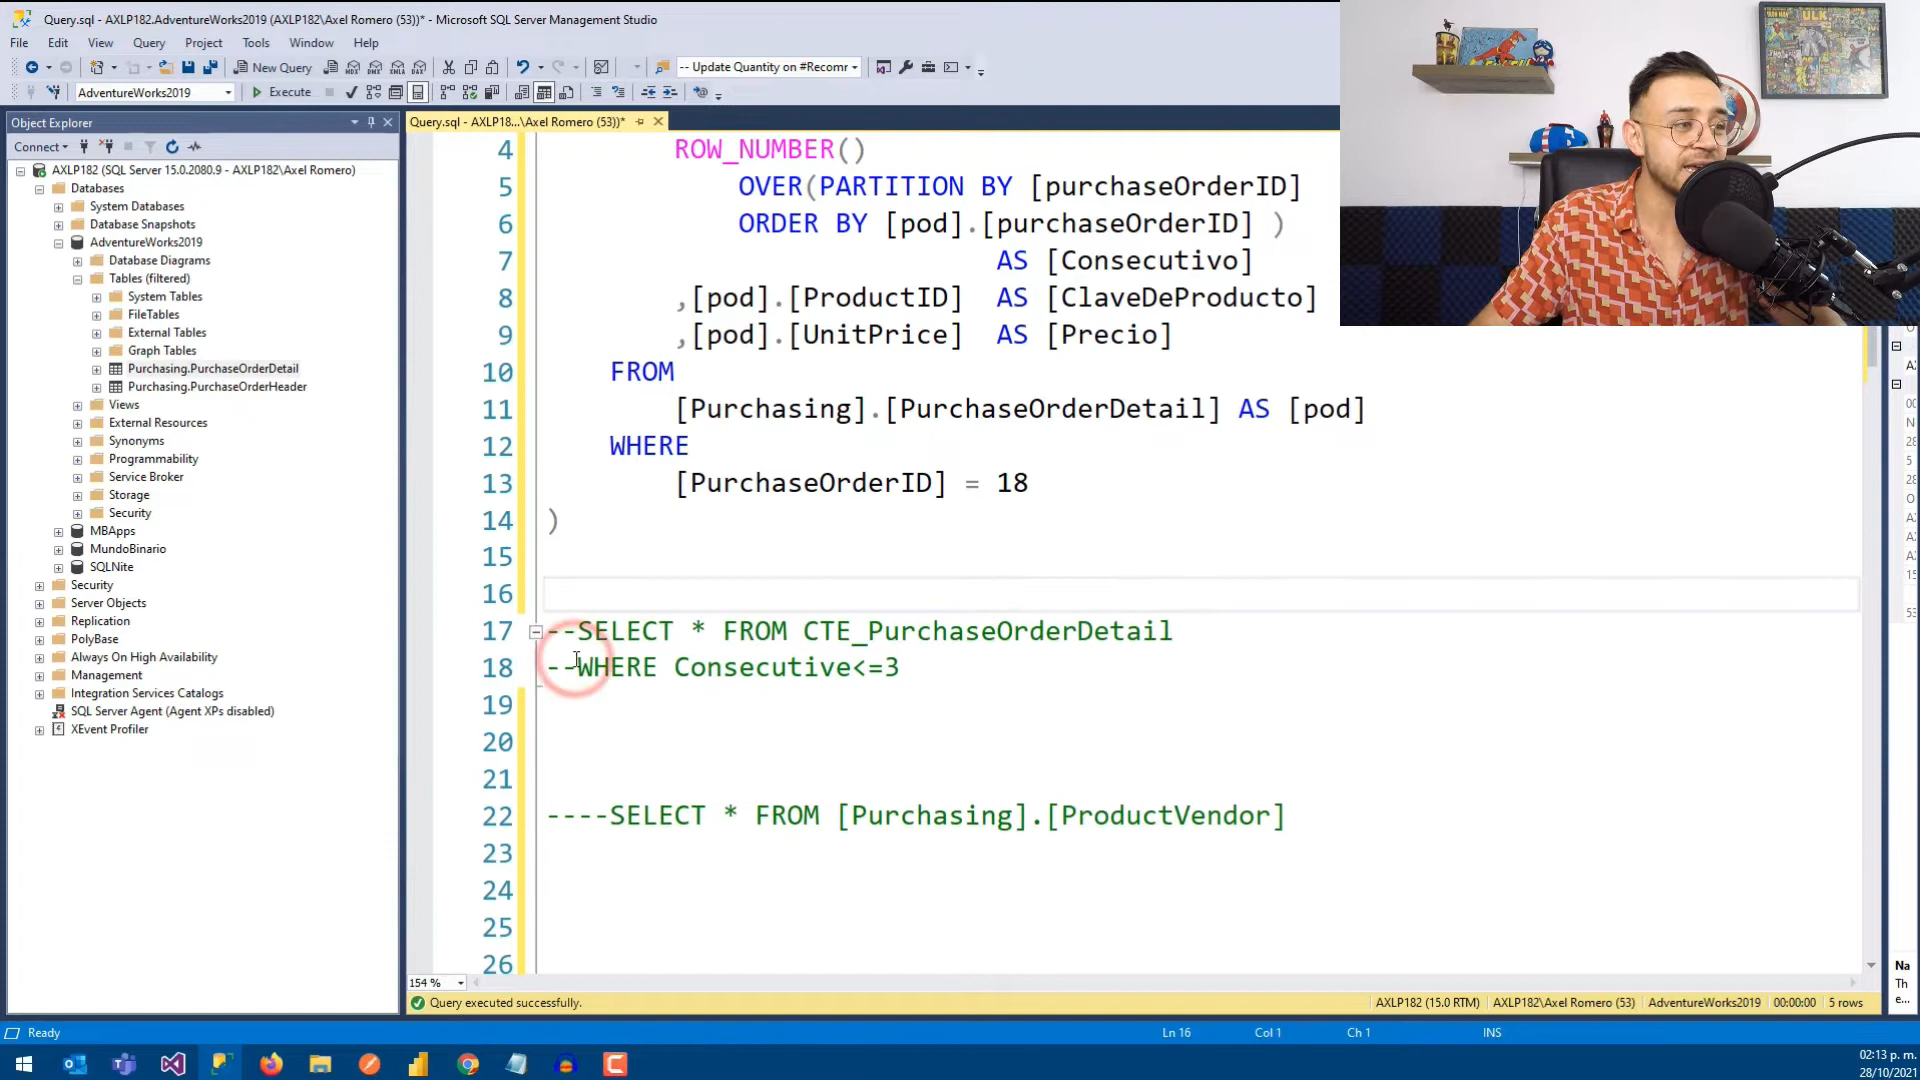 Query.sql - AXLP182.AdventureWorks2019 (AXLP182\Axel Romero (53))* - Microsoft SQL Server Management Studio
File Edit View Query Project Tools Window Help
New Query
-- Update Quantity on #Recomr
AdventureWorks2019
Execute
Object Explorer
Query.sql - AXLP18...\Axel Romero (53))*
Connect
AXLP182 (SQL Server 15.0.2080.9 - AXLP182\Axel Romero)
Databases
System Databases
Database Snapshots
AdventureWorks2019
Database Diagrams
Tables (filtered)
System Tables
FileTables
External Tables
Graph Tables
Purchasing.PurchaseOrderDetail
Purchasing.PurchaseOrderHeader
Views
External Resources
Synonyms
Programmability
Service Broker
Storage
Security
MBApps
MundoBinario
SQLNite
Security
Server Objects
Replication
PolyBase
Always On High Availability
Management
Integration Services Catalogs
SQL Server Agent (Agent XPs disabled)
XEvent Profiler
4 ROW_NUMBER()
5 OVER(PARTITION BY [purchaseOrderID]
6 ORDER BY [pod].[purchaseOrderID] )
7 AS [Consecutivo]
8 ,[pod].[ProductID] AS [ClaveDeProducto]
9 ,[pod].[UnitPrice] AS [Precio]
10 FROM
11 [Purchasing].[PurchaseOrderDetail] AS [pod]
12 WHERE
13 [PurchaseOrderID] = 18
14 )
15
16
17 --SELECT * FROM CTE_PurchaseOrderDetail
18 --WHERE Consecutive<=3
19
20
21
22 ----SELECT * FROM [Purchasing].[ProductVendor]
23
24
25
26
154 %
Query executed successfully.
AXLP182 (15.0 RTM) AXLP182\Axel Romero (53) AdventureWorks2019 00:00:00 5 rows
Na
Th
e...
Ready
Ln 16 Col 1 Ch 1 INS
02:13 p. m.
28/10/2021